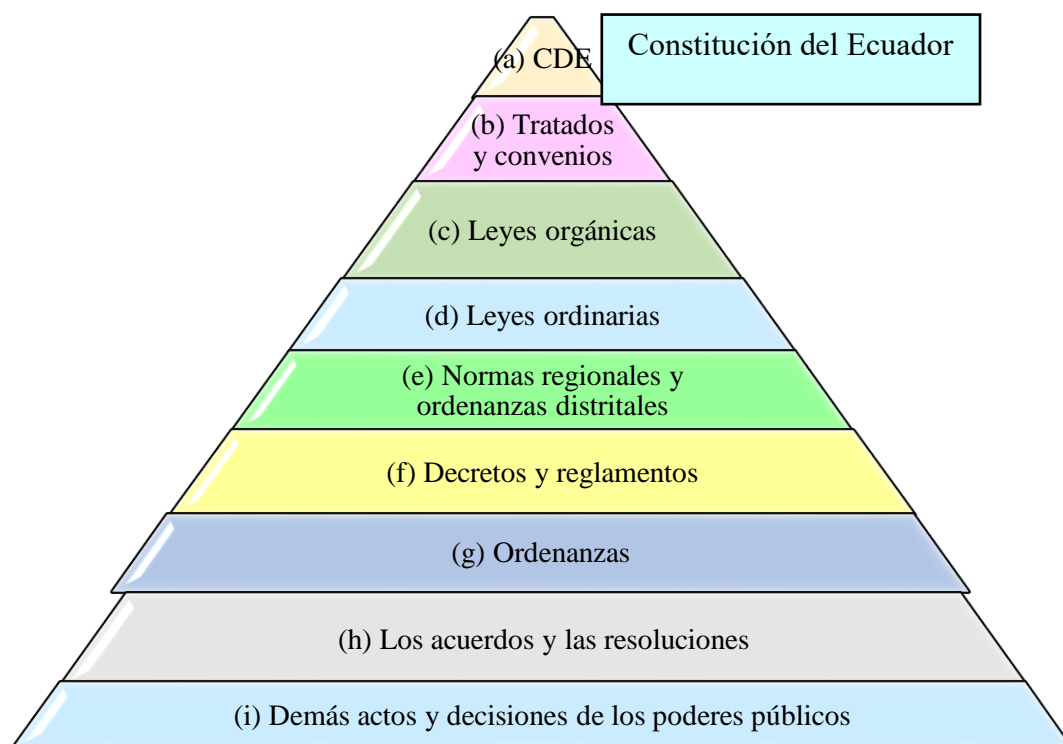 Constitución del Ecuador
(a) CDE
(b) Tratados
y convenios
(c) Leyes orgánicas
(d) Leyes ordinarias
(e) Normas regionales y
ordenanzas distritales
(f) Decretos y reglamentos
(g) Ordenanzas
(h) Los acuerdos y las resoluciones
(i) Demás actos y decisiones de los poderes públicos